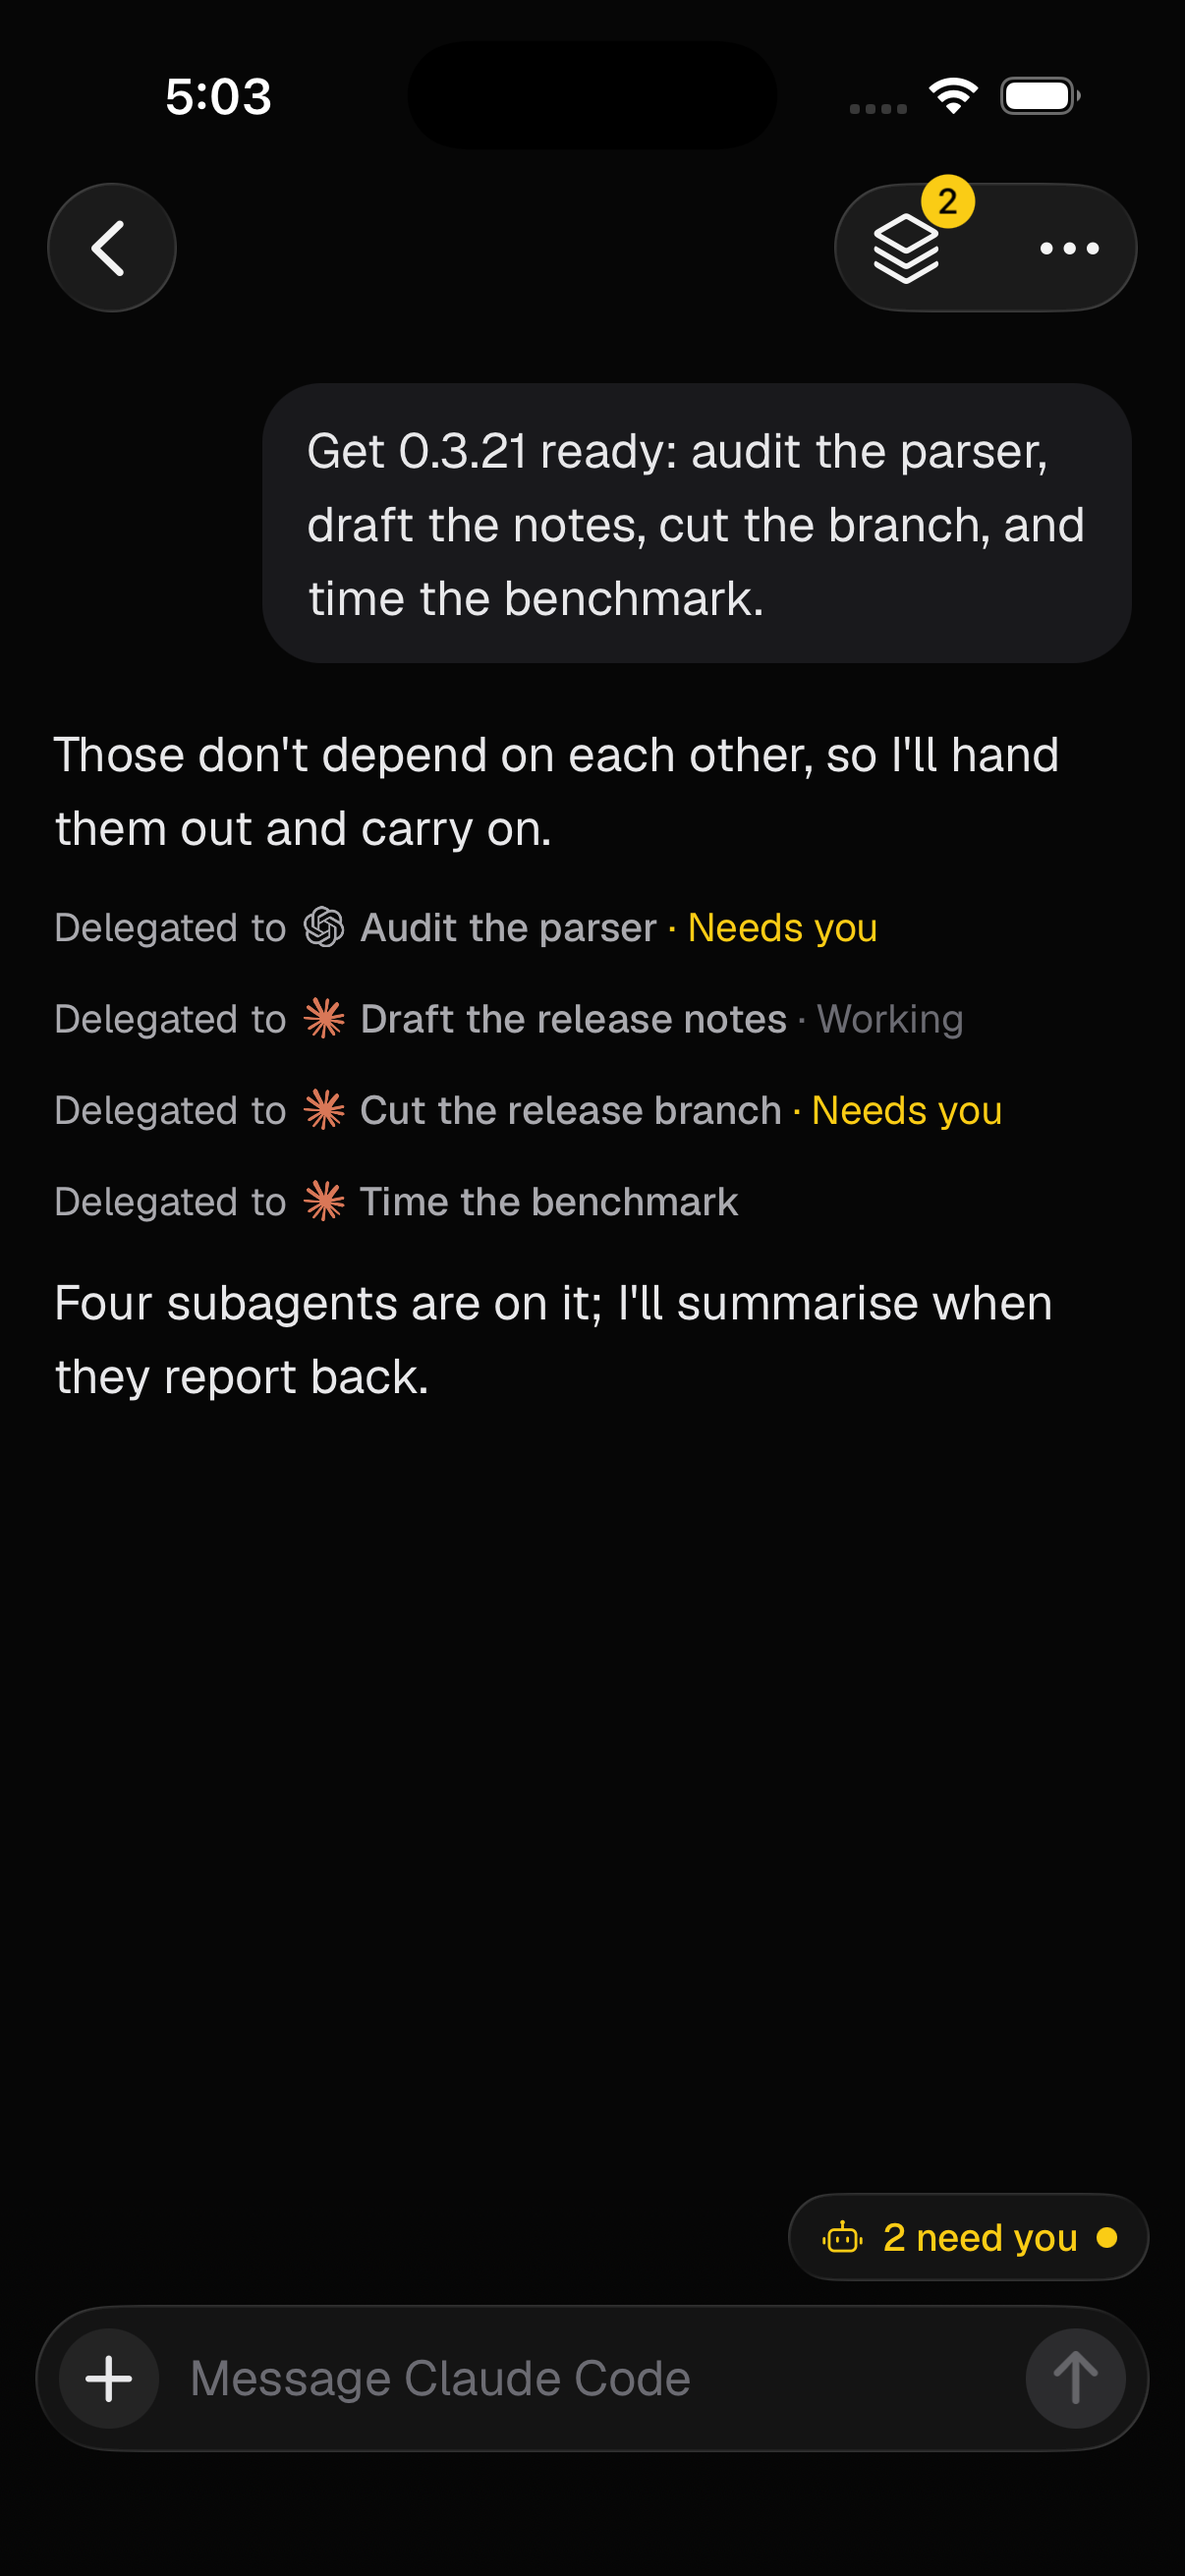 5:03
2
Get 0.3.21 ready: audit the parser,
draft the notes, cut the branch, and
time the benchmark.
Those don't depend on each other, so I'll hand
them out and carry on.
Delegated to Audit the parser · Needs you
Delegated to Draft the release notes · Working
Delegated to Cut the release branch · Needs you
Delegated to Time the benchmark
Four subagents are on it; I'll summarise when
they report back.
2 need you
Message Claude Code